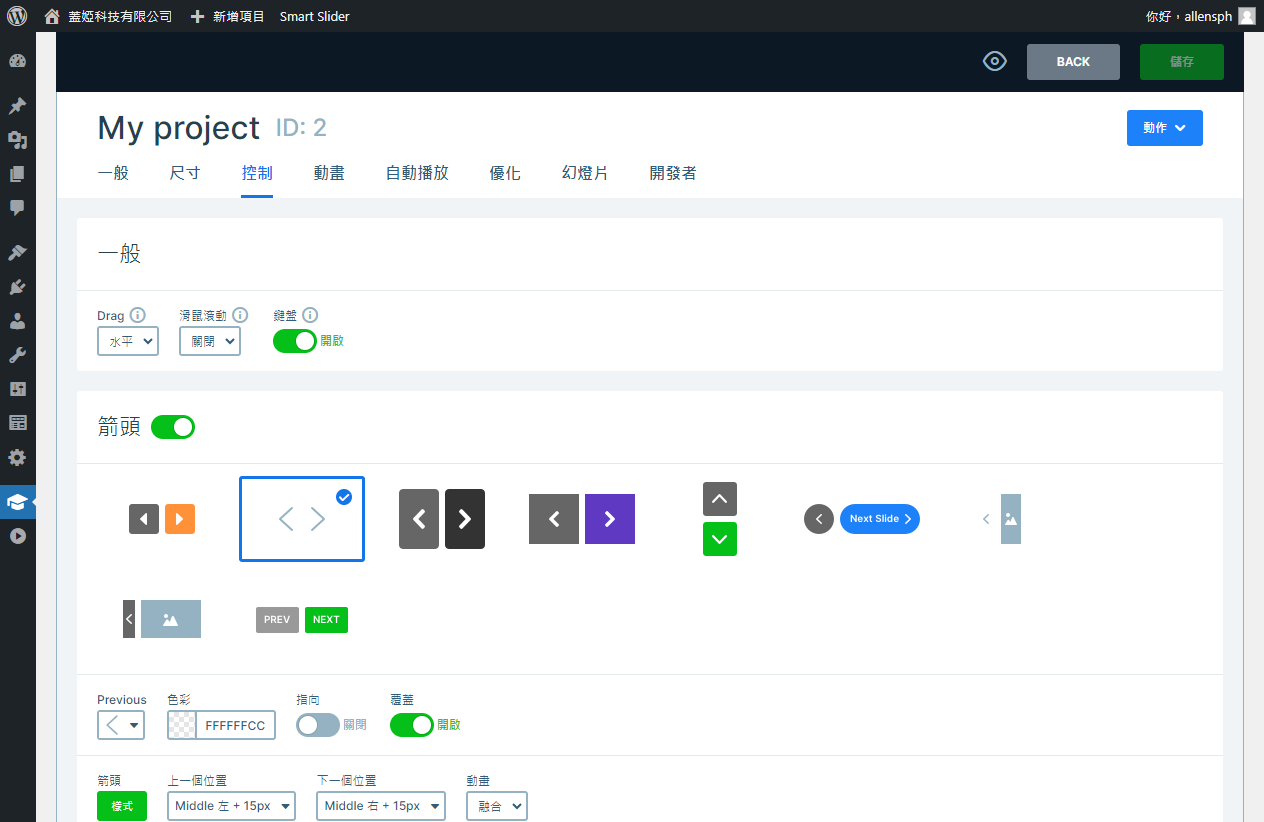 蓋婭科技有限公司 新增項目 Smart Slider 你好，allensph
BACK 儲存
My project ID: 2 動作
一般 尺寸 控制 動畫 自動播放 優化 幻燈片 開發者
一般
Drag 滑鼠滾動 鍵盤
水平 關閉 開啟
箭頭
Next Slide
PREV NEXT
Previous 色彩 指向 覆蓋
FFFFFFCC 關閉 開啟
箭頭 上一個位置 下一個位置 動畫
樣式 Middle 左 + 15px Middle 右 + 15px 融合